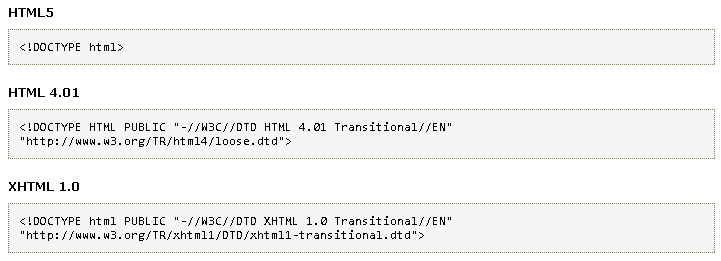 HTML5
<!DOCTYPE html>
HTML 4.01
<!DOCTYPE HTML PUBLIC "-//W3C//DTD HTML 4.01 Transitional//EN"
"http://www.w3.org/TR/html4/loose.dtd">
XHTML 1.0
<!DOCTYPE html PUBLIC "-//W3C//DTD XHTML 1.0 Transitional//EN"
"http://www.w3.org/TR/xhtml1/DTD/xhtml1-transitional.dtd">